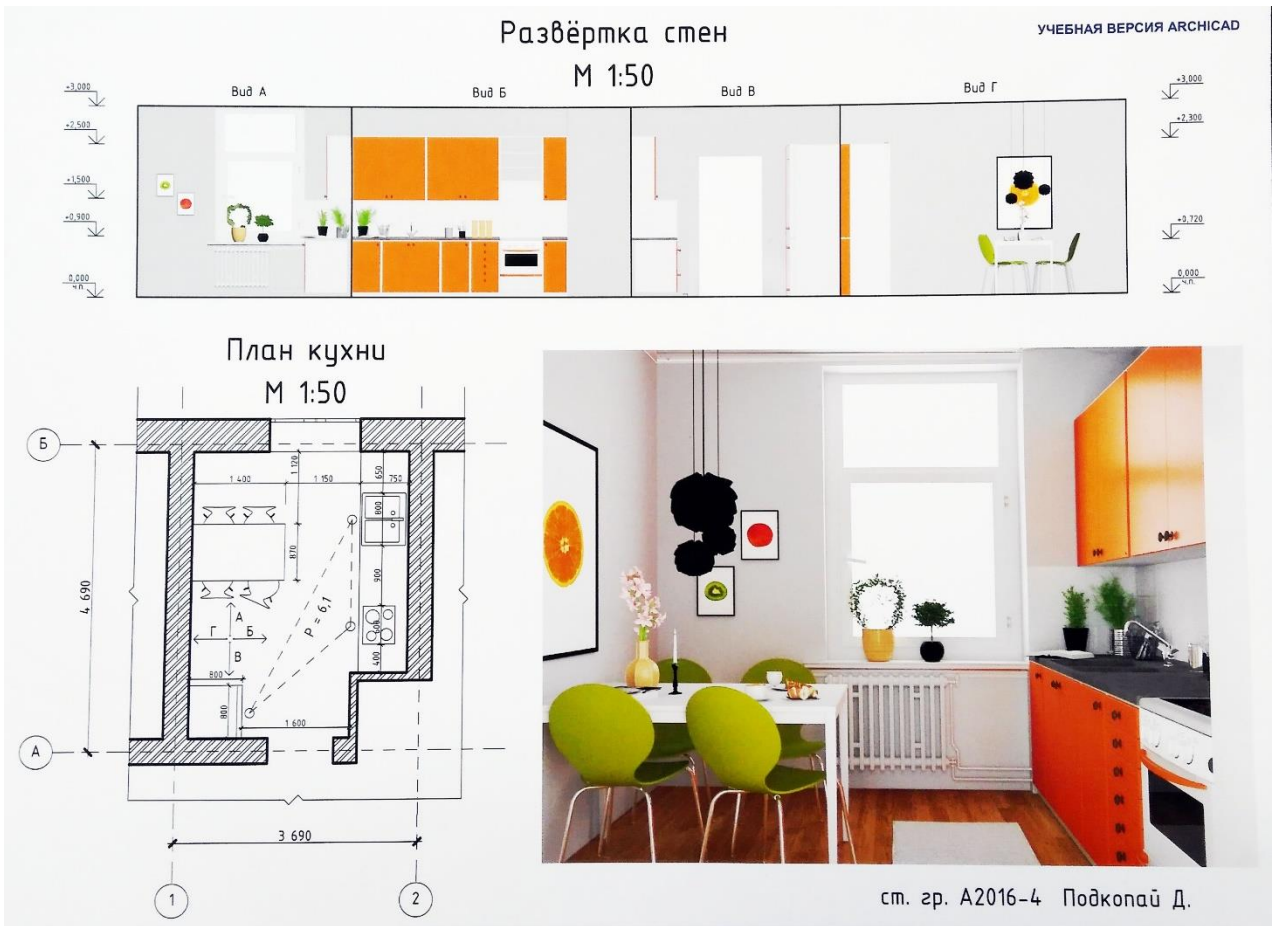 Развёртка стен
М 1:50
УЧЕБНАЯ ВЕРСИЯ ARCHICAD
Вид А
Вид Б
Вид В
Вид Г
+3,000
+2,500
+1,500
+0,900
0,000
ч.п.
+3,000
+2,300
+0,720
0,000
ч.п.
План кухни
М 1:50
Б
А
4 690
1 400
1 120
1 150
650
750
800
870
900
400
P = 6,1
А
Г
Б
В
800
800
1 600
3 690
1
2
ст. гр. А2016-4 Подкопай Д.